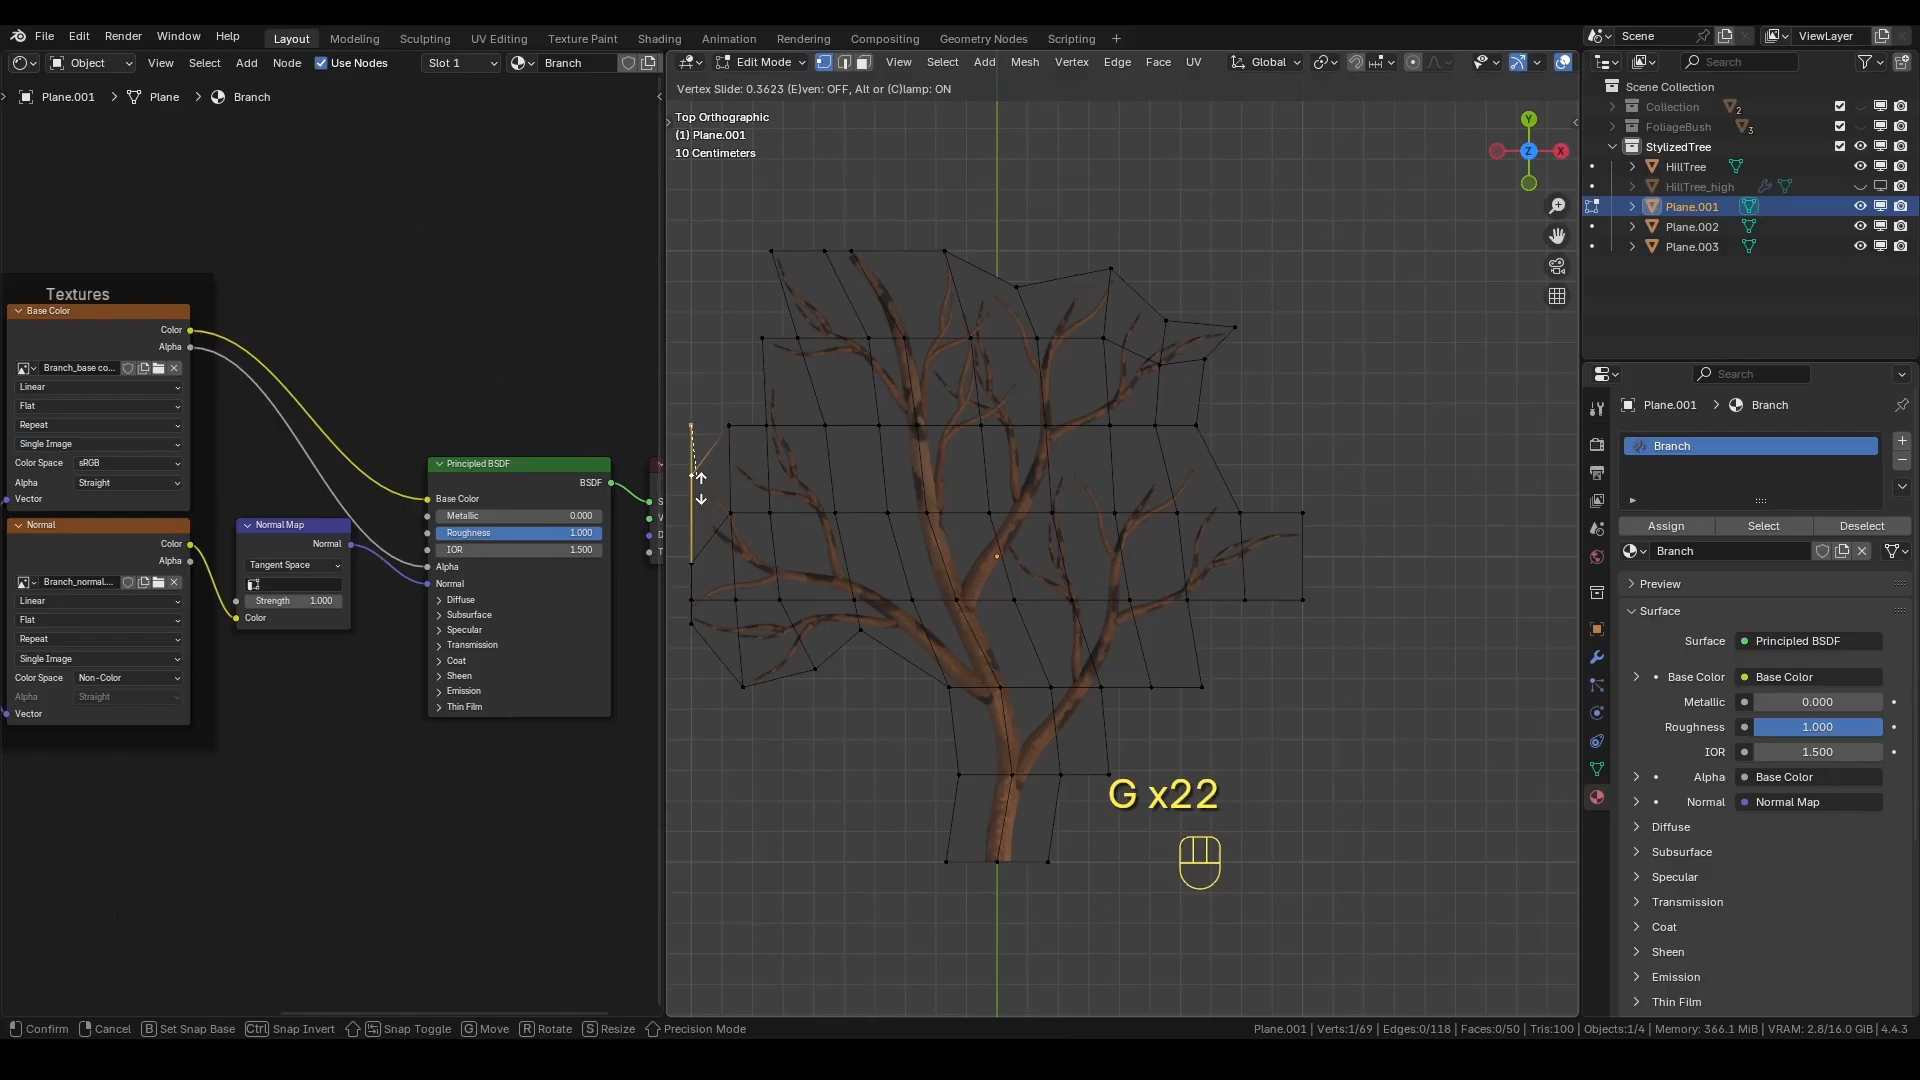 File Edit Render Window Help Layout Modeling Sculpting UV Editing Texture Paint Shading Animation Rendering Compositing Geometry Nodes Scripting + Scene ViewLayer
Object View Select Add Node Use Nodes Slot 1 Branch
Edit Mode View Select Add Mesh Vertex Edge Face UV Global
Search
Plane.001 > Plane > Branch
Vertex Slide: 0.3623 (E)ven: OFF, Alt or (C)lamp: ON
Top Orthographic
(1) Plane.001
10 Centimeters
Y
Z
X
Scene Collection
Collection 2
FoliageBush 3
StylizedTree
HillTree
HillTree_high
Plane.001
Plane.002
Plane.003
Textures
Base Color
Color
Alpha
Branch_base co...
Linear
Flat
Repeat
Single Image
Color Space sRGB
Alpha Straight
Vector
Normal
Color
Alpha
Branch_normal....
Linear
Flat
Repeat
Single Image
Color Space Non-Color
Alpha Straight
Vector
Normal Map
Normal
Tangent Space
Strength 1.000
Color
Principled BSDF
BSDF
Base Color
Metallic 0.000
Roughness 1.000
IOR 1.500
Alpha
Normal
Diffuse
Subsurface
Specular
Transmission
Coat
Sheen
Emission
Thin Film
G x22
Search
Plane.001 > Branch
Branch
Assign Select Deselect
Branch
Preview
Surface
Surface Principled BSDF
Base Color Base Color
Metallic 0.000
Roughness 1.000
IOR 1.500
Alpha Base Color
Normal Normal Map
Diffuse
Subsurface
Specular
Transmission
Coat
Sheen
Emission
Thin Film
Confirm Cancel B Set Snap Base Ctrl Snap Invert Snap Toggle G Move R Rotate S Resize Precision Mode
Plane.001 | Verts:1/69 | Edges:0/118 | Faces:0/50 | Tris:100 | Objects:1/4 | Memory: 366.1 MiB | VRAM: 2.8/16.0 GiB | 4.4.3